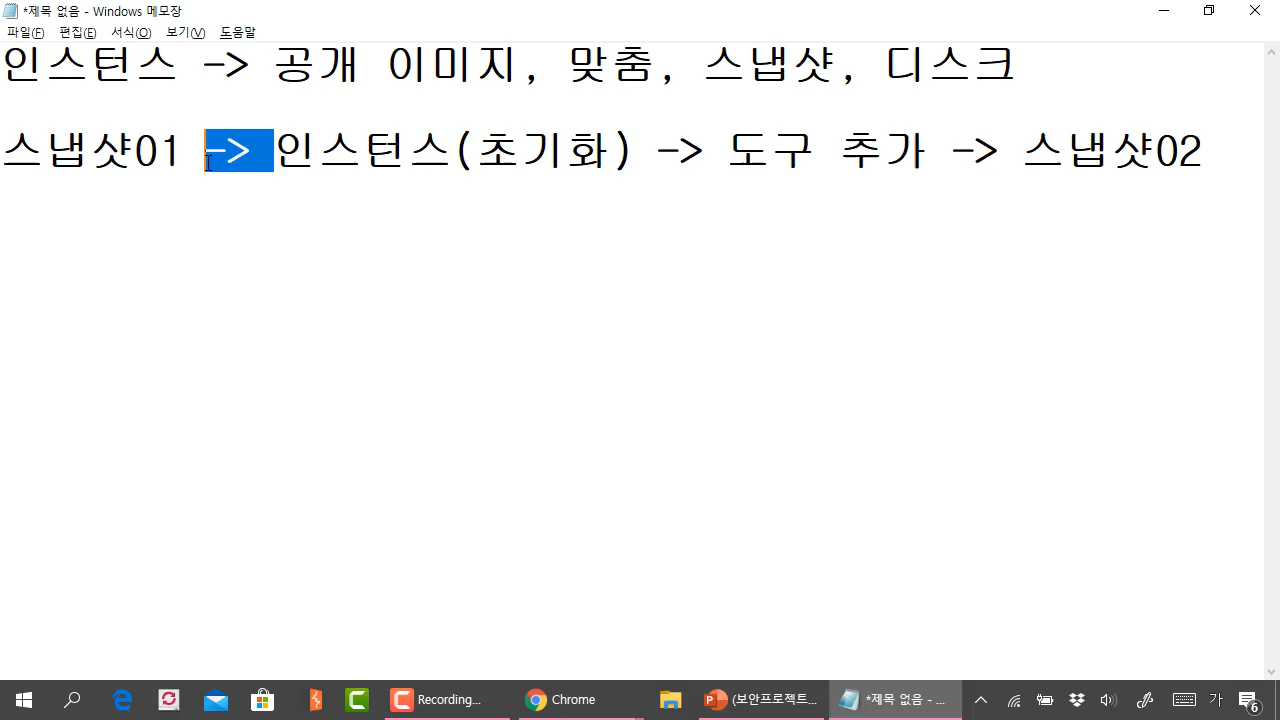 *제목 없음 - Windows 메모장
파일(F) 편집(E) 서식(O) 보기(V) 도움말
인스턴스 -> 공개 이미지, 맞춤, 스냅샷, 디스크
스냅샷01 -> 인스턴스(초기화) -> 도구 추가 -> 스냅샷02
Recording... Chrome (보안프로젝트... *제목 없음 - ... 가 6